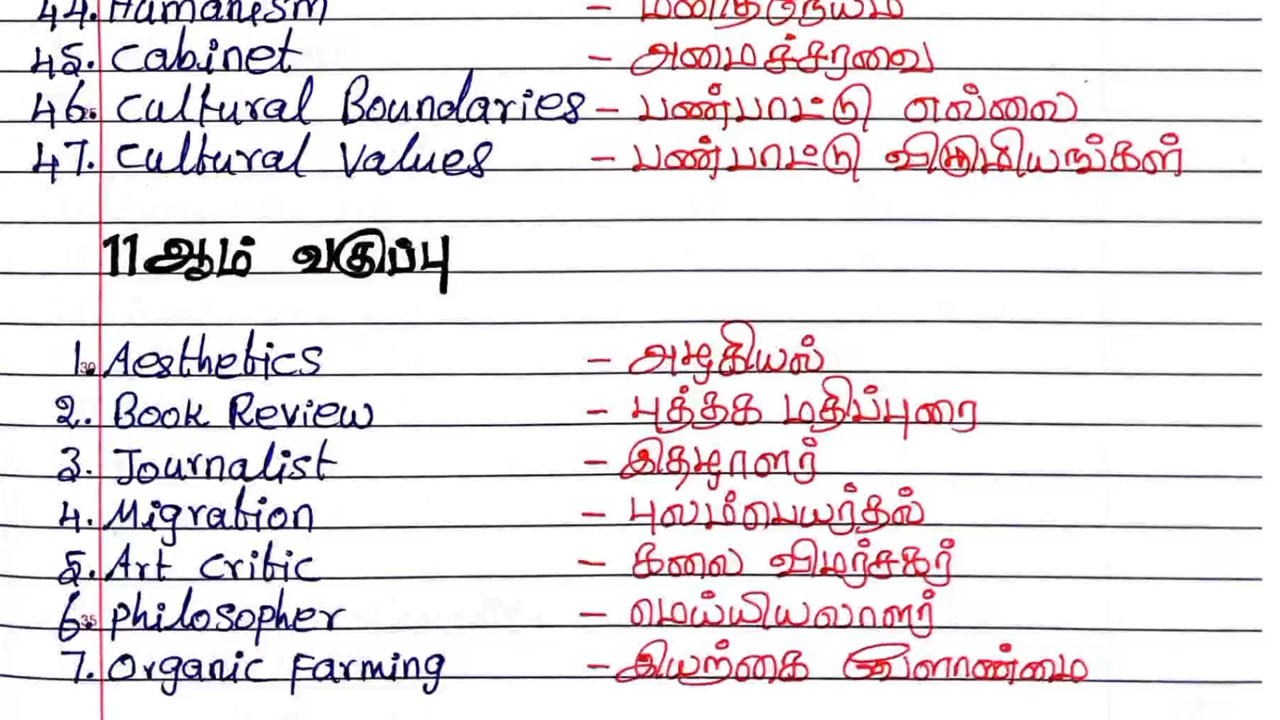 44. Humanism - மனிதநேயம்
45. Cabinet - அமைச்சரவை
46. Cultural Boundaries - பண்பாட்டு எல்லை
47. Cultural Values - பண்பாட்டு விழுமியங்கள்
11ஆம் வகுப்பு
1. Aesthetics - அழகியல்
2. Book Review - புத்தக மதிப்புரை
3. Journalist - இதழாளர்
4. Migration - புலம்பெயர்தல்
5. Art Critic - கலை விமர்சகர்
6. Philosopher - மெய்யியலாளர்
7. Organic Farming - இயற்கை வேளாண்மை